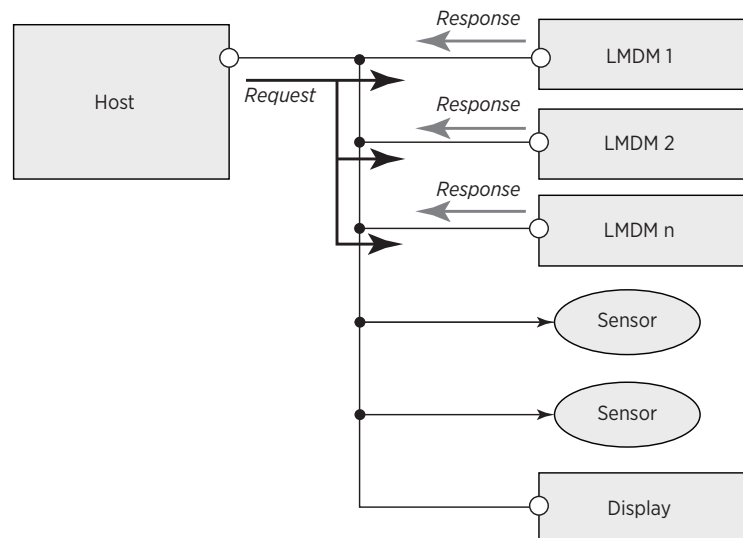 Response
LMDM 1
Host
Request
Response
LMDM 2
Response
LMDM n
Sensor
Sensor
Display